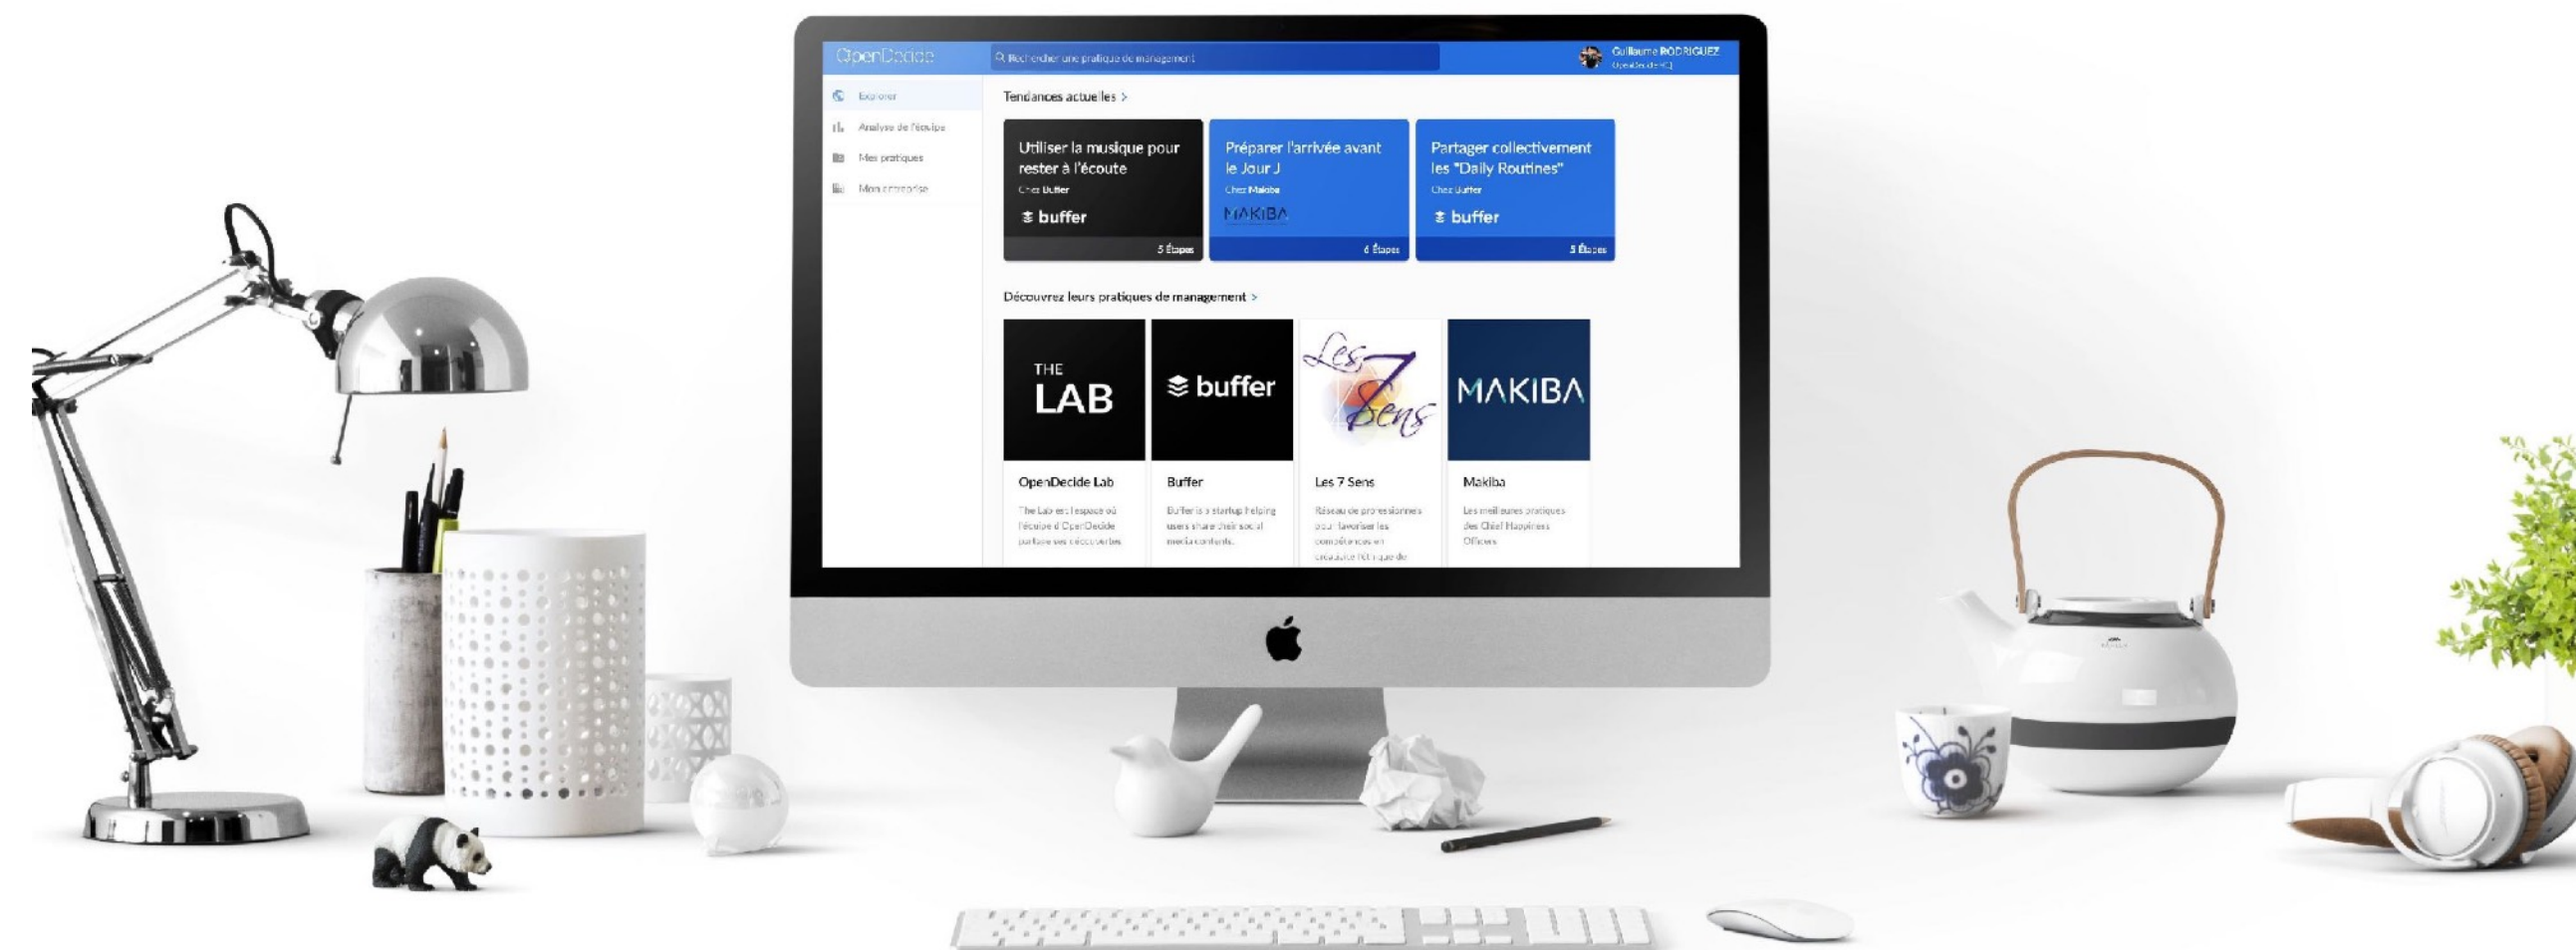 OpenDecide
Rechercher une pratique de management
Guillaume RODRIGUEZ
OpenDecide HQ
Explorer
Analyse de l'équipe
Mes pratiques
Mon entreprise
Tendances actuelles >
Utiliser la musique pour
rester à l'écoute
Chez Buffer
buffer
5 Étapes
Préparer l'arrivée avant
le Jour J
Chez Makiba
MAKIBA
6 Étapes
Partager collectivement
les "Daily Routines"
Chez Buffer
buffer
5 Étapes
Découvrez leurs pratiques de management >
THE
LAB
buffer
Les
7
Sens
MAKIBA
OpenDecide Lab
The Lab est l'espace où
l'équipe d'OpenDecide
partage ses découvertes
Buffer
Buffer is a startup helping
users share their social
media contents.
Les 7 Sens
Réseau de professionnels
pour favoriser les
compétences en
créativité l'éthique de
Makiba
Les meilleures pratiques
des Chief Happiness
Officers